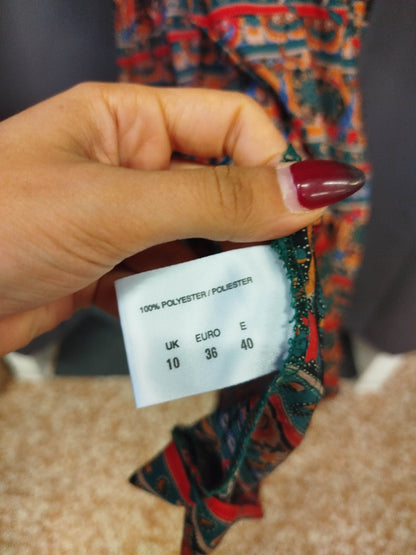 100% POLYESTER / POLIESTER
UK EURO E
10 36 40